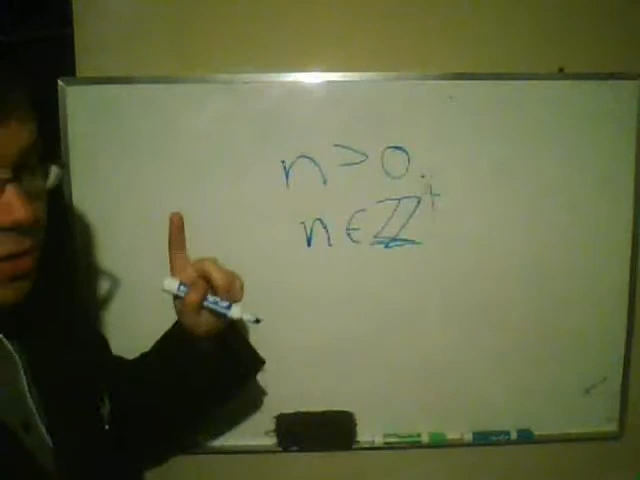 n > 0.
n ∈ ℤ⁺